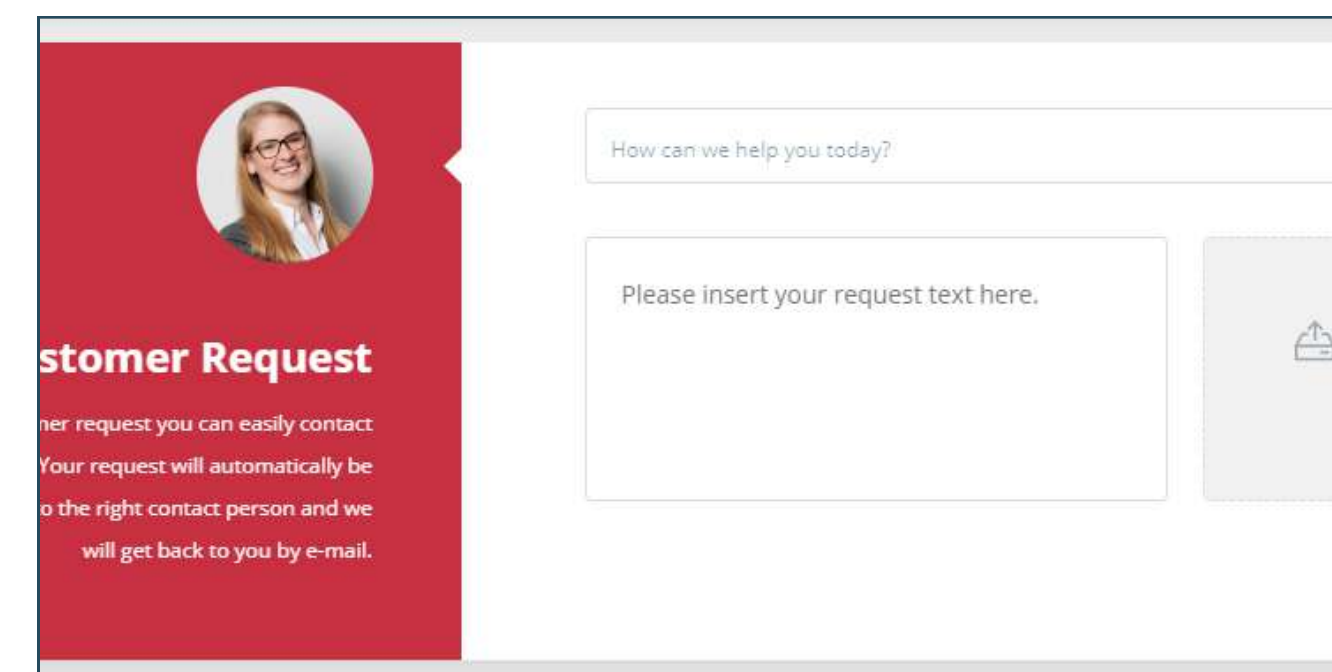 stomer Request
ner request you can easily contact
Your request will automatically be
o the right contact person and we
will get back to you by e-mail.
How can we help you today?
Please insert your request text here.